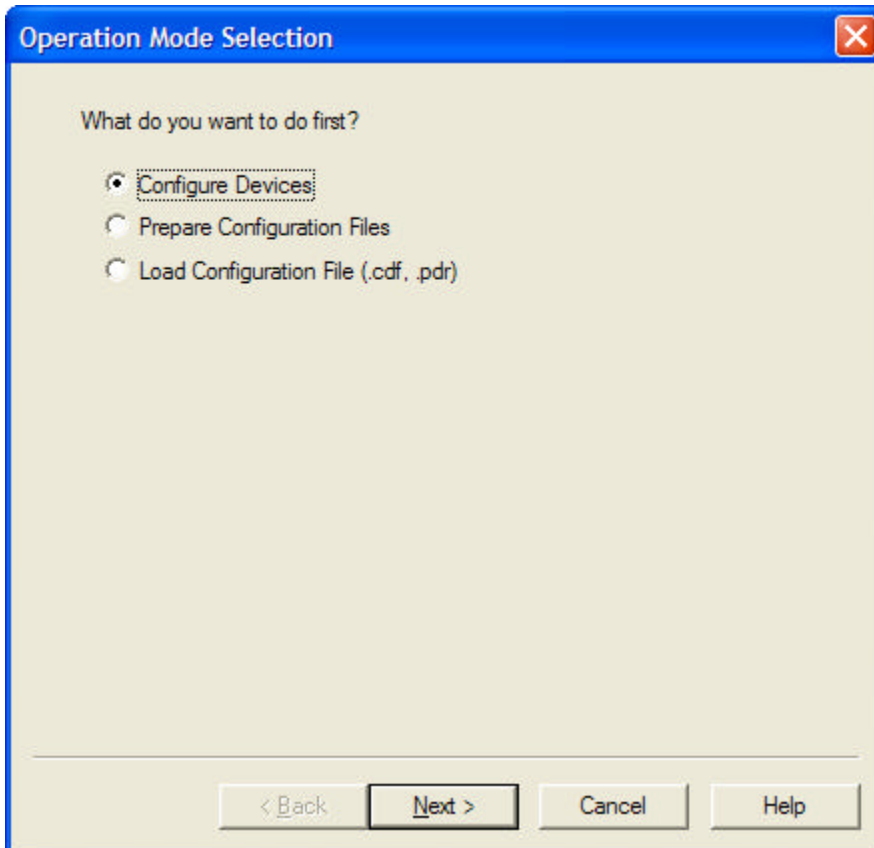 Operation Mode Selection
What do you want to do first?
Configure Devices
Prepare Configuration Files
Load Configuration File (.cdf, .pdr)
< Back Next > Cancel Help